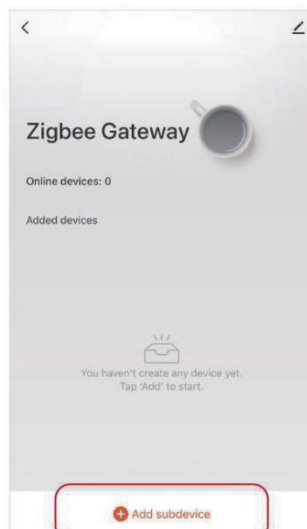 Zigbee Gateway
Online devices: 0
Added devices
You haven't create any device yet.
Tap 'Add' to start.
Add subdevice